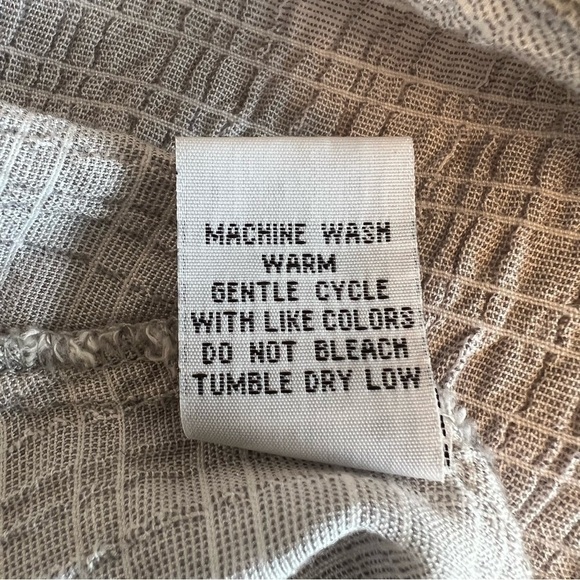 MACHINE WASH
WARM
GENTLE CYCLE
WITH LIKE COLORS
DO NOT BLEACH
TUMBLE DRY LOW